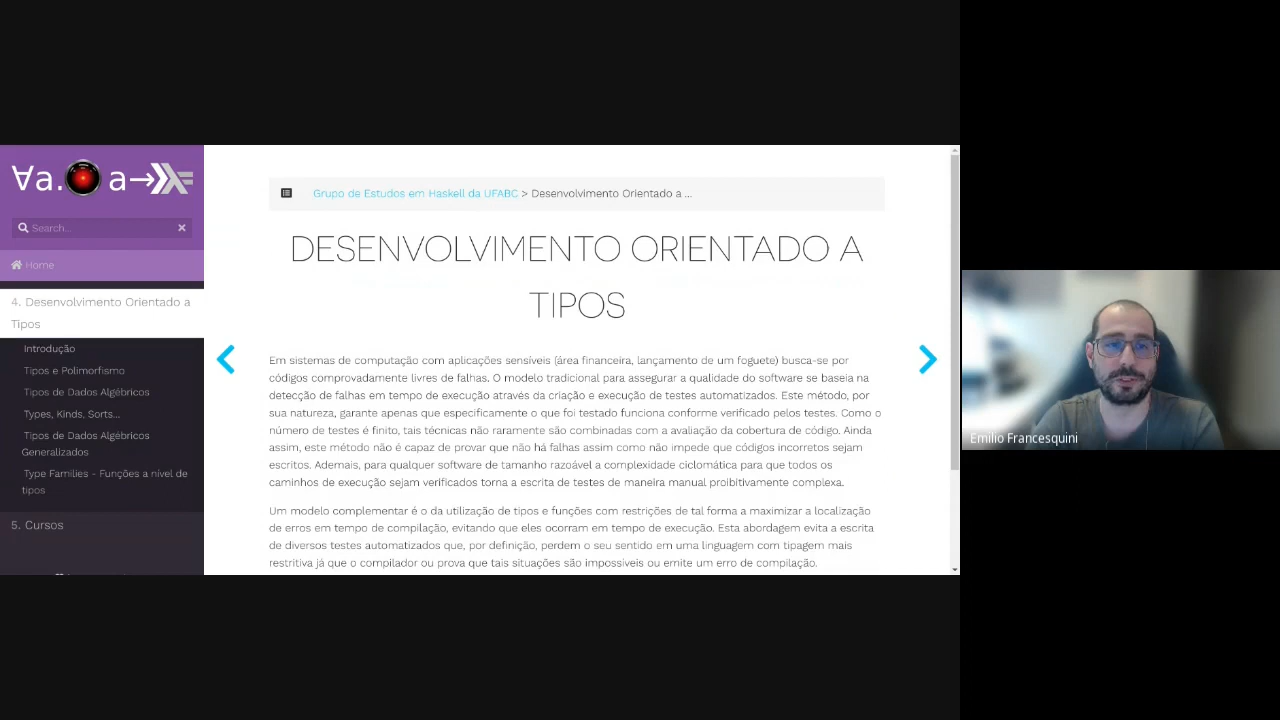 ∀a. a→
Search...
Home
4. Desenvolvimento Orientado a
Tipos
Introdução
Tipos e Polimorfismo
Tipos de Dados Algébricos
Types, Kinds, Sorts...
Tipos de Dados Algébricos
Generalizados
Type Families - Funções a nível de
tipos
5. Cursos
Grupo de Estudos em Haskell da UFABC > Desenvolvimento Orientado a ...
DESENVOLVIMENTO ORIENTADO A
TIPOS
Em sistemas de computação com aplicações sensíveis (área financeira, lançamento de um foguete) busca-se por
códigos comprovadamente livres de falhas. O modelo tradicional para assegurar a qualidade do software se baseia na
detecção de falhas em tempo de execução através da criação e execução de testes automatizados. Este método, por
sua natureza, garante apenas que especificamente o que foi testado funciona conforme verificado pelos testes. Como o
número de testes é finito, tais técnicas não raramente são combinadas com a avaliação da cobertura de código. Ainda
assim, este método não é capaz de provar que não há falhas assim como não impede que códigos incorretos sejam
escritos. Ademais, para qualquer software de tamanho razoável a complexidade ciclomática para que todos os
caminhos de execução sejam verificados torna a escrita de testes de maneira manual proibitivamente complexa.
Um modelo complementar é o da utilização de tipos e funções com restrições de tal forma a maximizar a localização
de erros em tempo de compilação, evitando que eles ocorram em tempo de execução. Esta abordagem evita a escrita
de diversos testes automatizados que, por definição, perdem o seu sentido em uma linguagem com tipagem mais
restritiva já que o compilador ou prova que tais situações são impossíveis ou emite um erro de compilação.
Emilio Francesquini